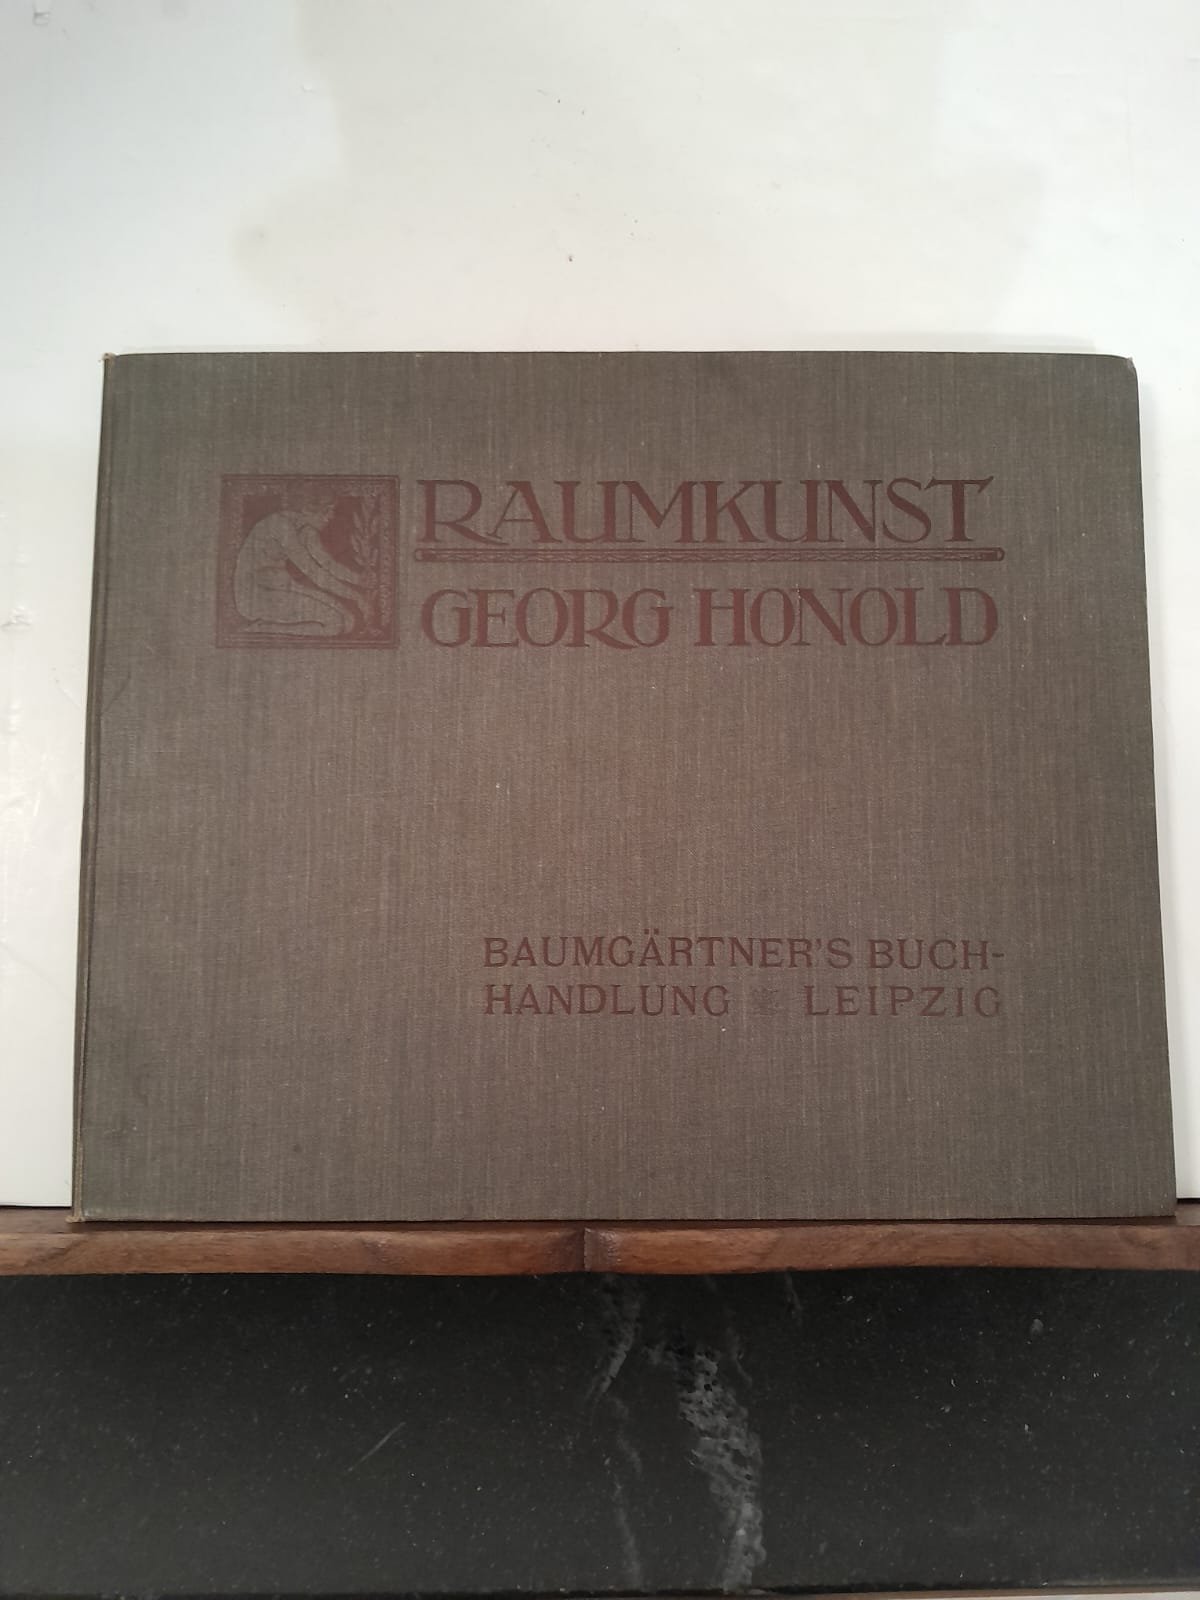 RAUMKUNST
GEORG HONOLD
BAUMGÄRTNER'S BUCH-
HANDLUNG LEIPZIG